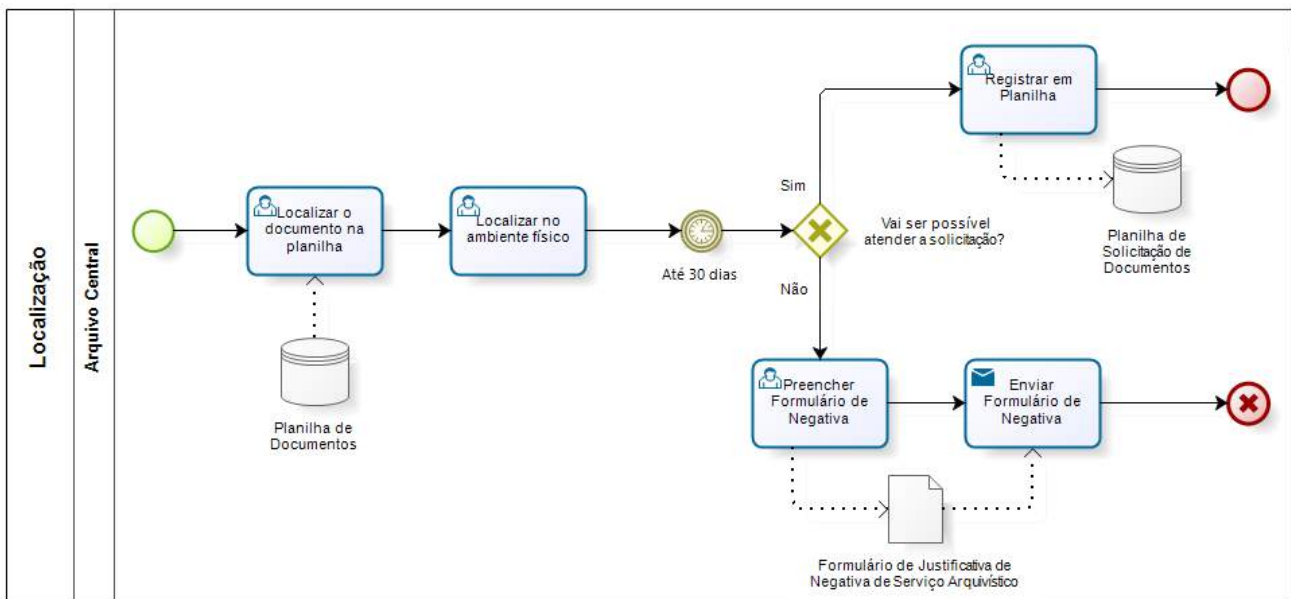 Localização
Arquivo Central
Localizar o
documento na
planilha
Planilha de
Documentos
Localizar no
ambiente físico
Até 30 dias
Vai ser possível
atender a solicitação?
Sim
Registrar em
Planilha
Planilha de
Solicitação de
Documentos
Não
Preencher
Formulário de
Negativa
Enviar
Formulário de
Negativa
Formulário de Justificativa de
Negativa de Serviço Arquivístico